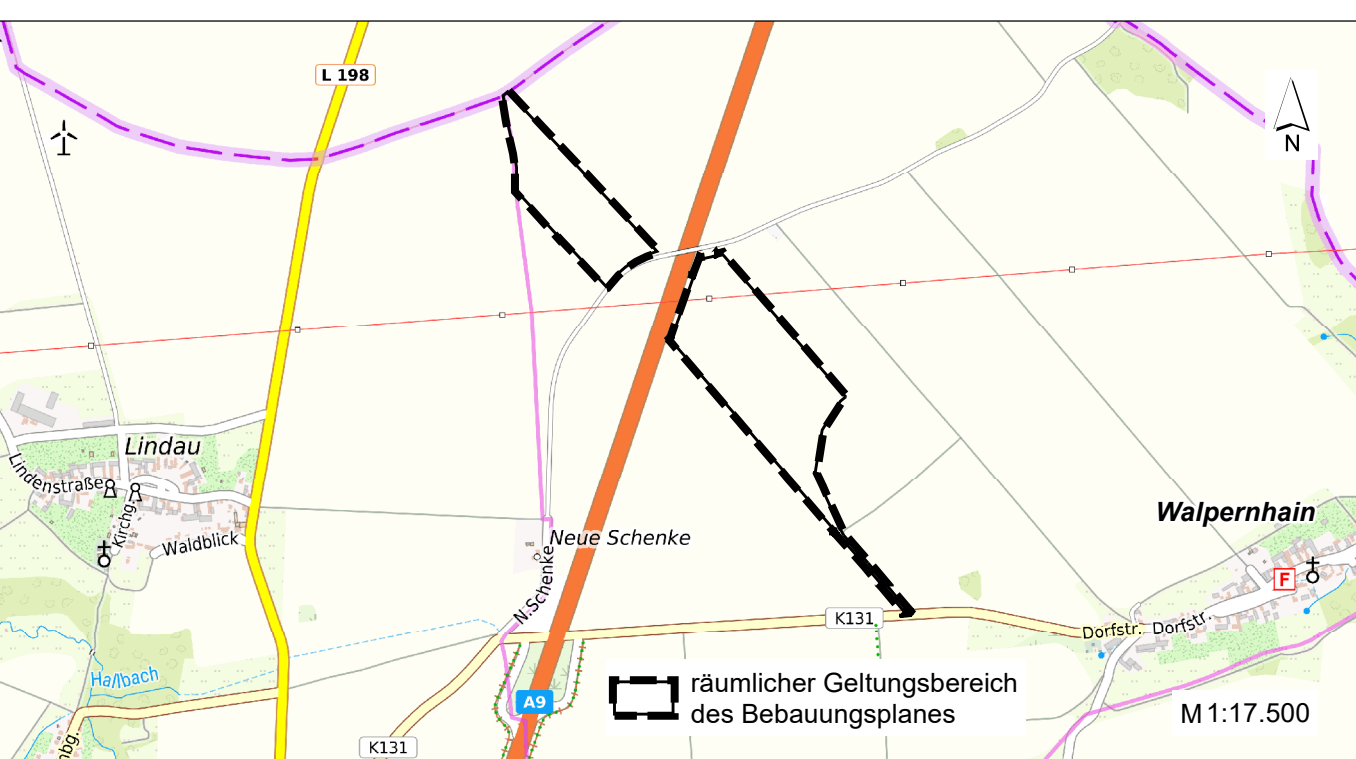 L 198
N
Lindau
Lindenstraße
Kirchg.
Waldblick
Walpernhain
Neue Schenke
F
N.Schenke
K131
Dorfstr.
Dorfstr.
räumlicher Geltungsbereich
des Bebauungsplanes
A9
M 1:17.500
K131